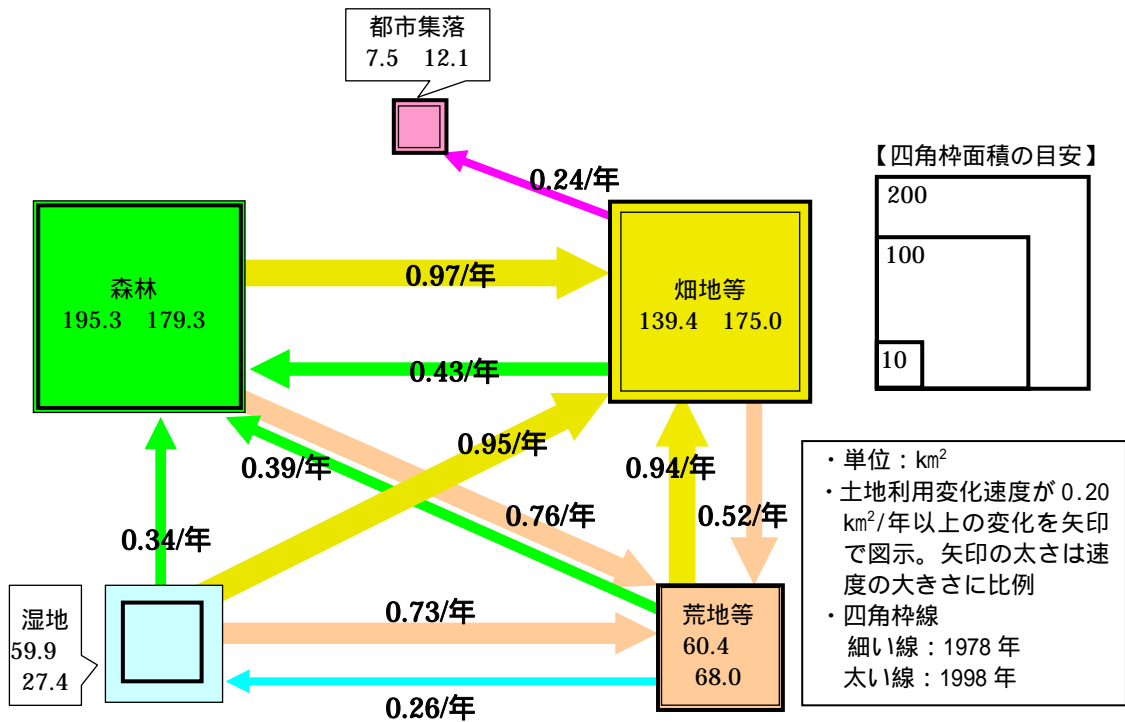 都市集落
7.5 12.1
【四角枠面積の目安】
200
100
10
0.24/年
森林
195.3 179.3
0.97/年
畑地等
139.4 175.0
0.43/年
0.95/年
0.39/年
0.94/年
0.76/年
0.52/年
0.34/年
湿地
59.9
27.4
0.73/年
荒地等
60.4
68.0
0.26/年
・単位：km²
・土地利用変化速度が 0.20
km²/年以上の変化を矢印
で図示。矢印の太さは速
度の大きさに比例
・四角枠線
細い線：1978 年
太い線：1998 年